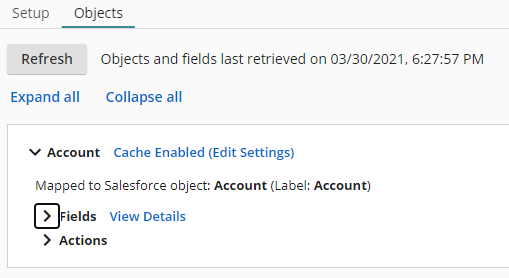 Setup Objects
Refresh Objects and fields last retrieved on 03/30/2021, 6:27:57 PM
Expand all Collapse all
Account Cache Enabled (Edit Settings)
Mapped to Salesforce object: Account (Label: Account)
Fields View Details
Actions